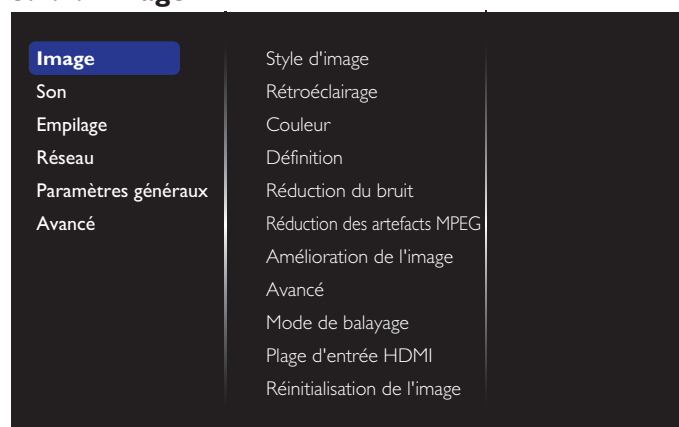 Image
Son
Empilage
Réseau
Paramètres généraux
Avancé
Style d'image
Rétroéclairage
Couleur
Définition
Réduction du bruit
Réduction des artefacts MPEG
Amélioration de l'image
Avancé
Mode de balayage
Plage d'entrée HDMI
Réinitialisation de l'image